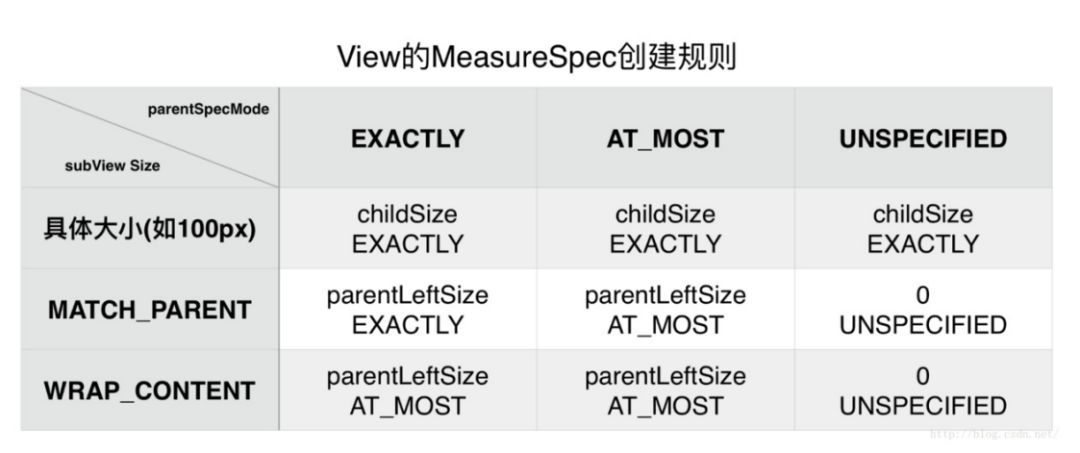 View的MeasureSpec创建规则
parentSpecMode
subView Size
EXACTLY
AT_MOST
UNSPECIFIED
具体大小(如100px)
childSize
EXACTLY
childSize
EXACTLY
childSize
EXACTLY
MATCH_PARENT
parentLeftSize
EXACTLY
parentLeftSize
AT_MOST
0
UNSPECIFIED
WRAP_CONTENT
parentLeftSize
AT_MOST
parentLeftSize
AT_MOST
0
UNSPECIFIED
http://blog.csdn.net/